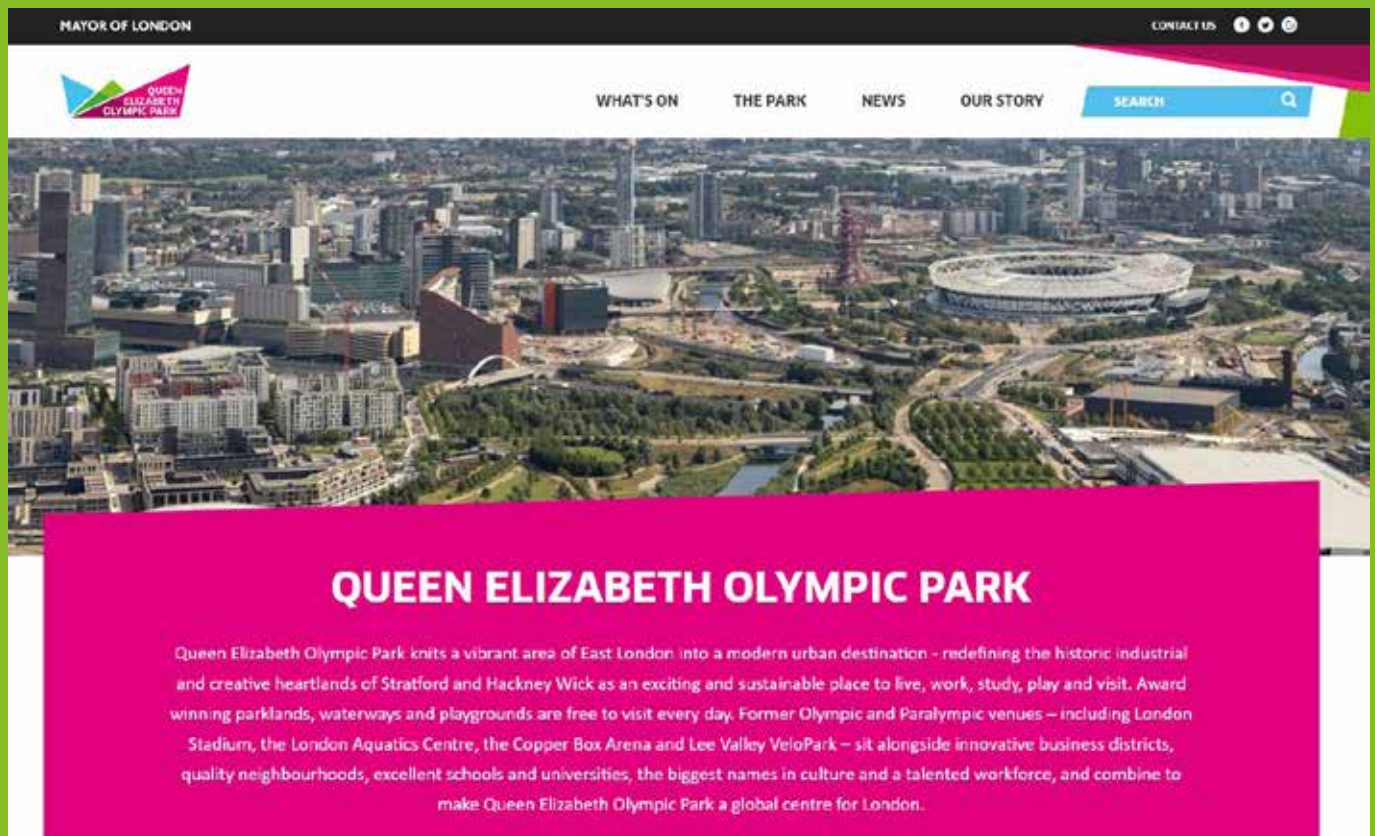 MAYOR OF LONDON
CONTACT US
QUEEN
ELIZABETH
OLYMPIC PARK
WHAT'S ON
THE PARK
NEWS
OUR STORY
SEARCH
QUEEN ELIZABETH OLYMPIC PARK
Queen Elizabeth Olympic Park knits a vibrant area of East London into a modern urban destination - redefining the historic industrial
and creative heartlands of Stratford and Hackney Wick as an exciting and sustainable place to live, work, study, play and visit. Award
winning parklands, waterways and playgrounds are free to visit every day. Former Olympic and Paralympic venues – including London
Stadium, the London Aquatics Centre, the Copper Box Arena and Lee Valley VeloPark – sit alongside innovative business districts,
quality neighbourhoods, excellent schools and universities, the biggest names in culture and a talented workforce, and combine to
make Queen Elizabeth Olympic Park a global centre for London.